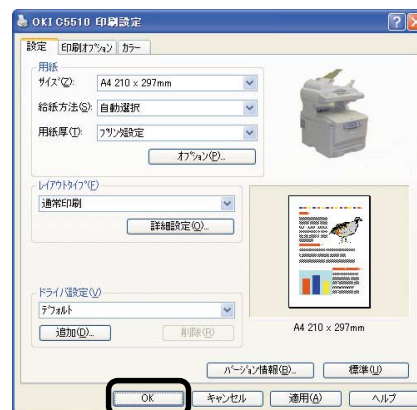 OKI C5510 印刷設定
設定 印刷ｵﾌﾟｼｮﾝ ｶﾗｰ
用紙
ｻｲｽﾞ(Z): A4 210 x 297mm
給紙方法(S): 自動選択
用紙厚(T): ﾌﾟﾘﾝﾀ設定
ｵﾌﾟｼｮﾝ(P)...
ﾚｲｱｳﾄﾀｲﾌﾟ(E)
通常印刷
詳細設定(O)...
ﾄﾞﾗｲﾊﾞ設定(V)
ﾃﾞﾌｫﾙﾄ
追加(D)... 削除(R)
A4 210 x 297mm
ﾊﾞｰｼﾞｮﾝ情報(B)... 標準(U)
OK ｷｬﾝｾﾙ 適用(A) ﾍﾙﾌﾟ